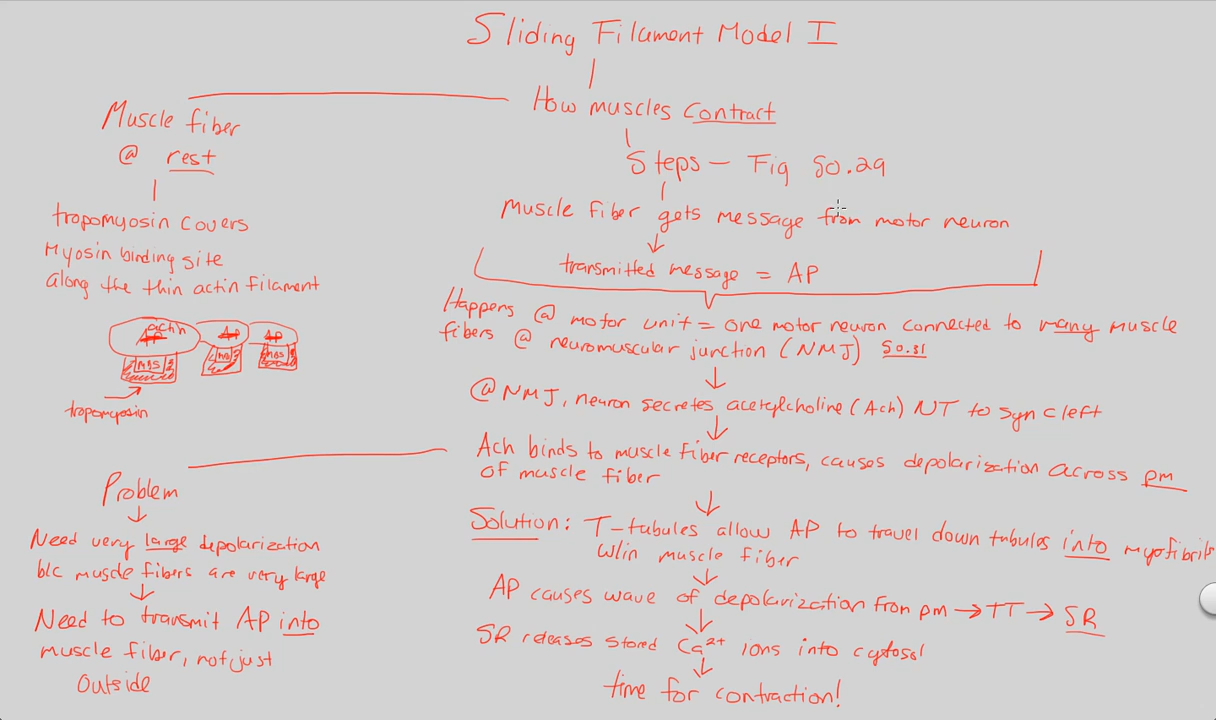 Sliding Filament Model I
How muscles contract
Steps - Fig 50.29
Muscle fiber
@ rest
tropomyosin covers
Myosin binding site
along the thin actin filament
actin AP AP AP
MBS MBS MBS
tropomyosin
muscle fiber gets message from motor neuron
transmitted message = AP
Happens @ motor unit = one motor neuron connected to many muscle
fibers @ neuromuscular junction (NMJ) 50.31
@ NMJ, neuron secretes acetylcholine (Ach) NT to syn cleft
Ach binds to muscle fiber receptors, causes depolarization across pm
of muscle fiber
Problem
Need very large depolarization
b/c muscle fibers are very large
Need to transmit AP into
muscle fiber, not just
outside
Solution: T-tubules allow AP to travel down tubules into myofibrils
w/in muscle fiber
AP causes wave of depolarization from pm → TT → SR
SR releases stored Ca2+ ions into cytosol
time for contraction!